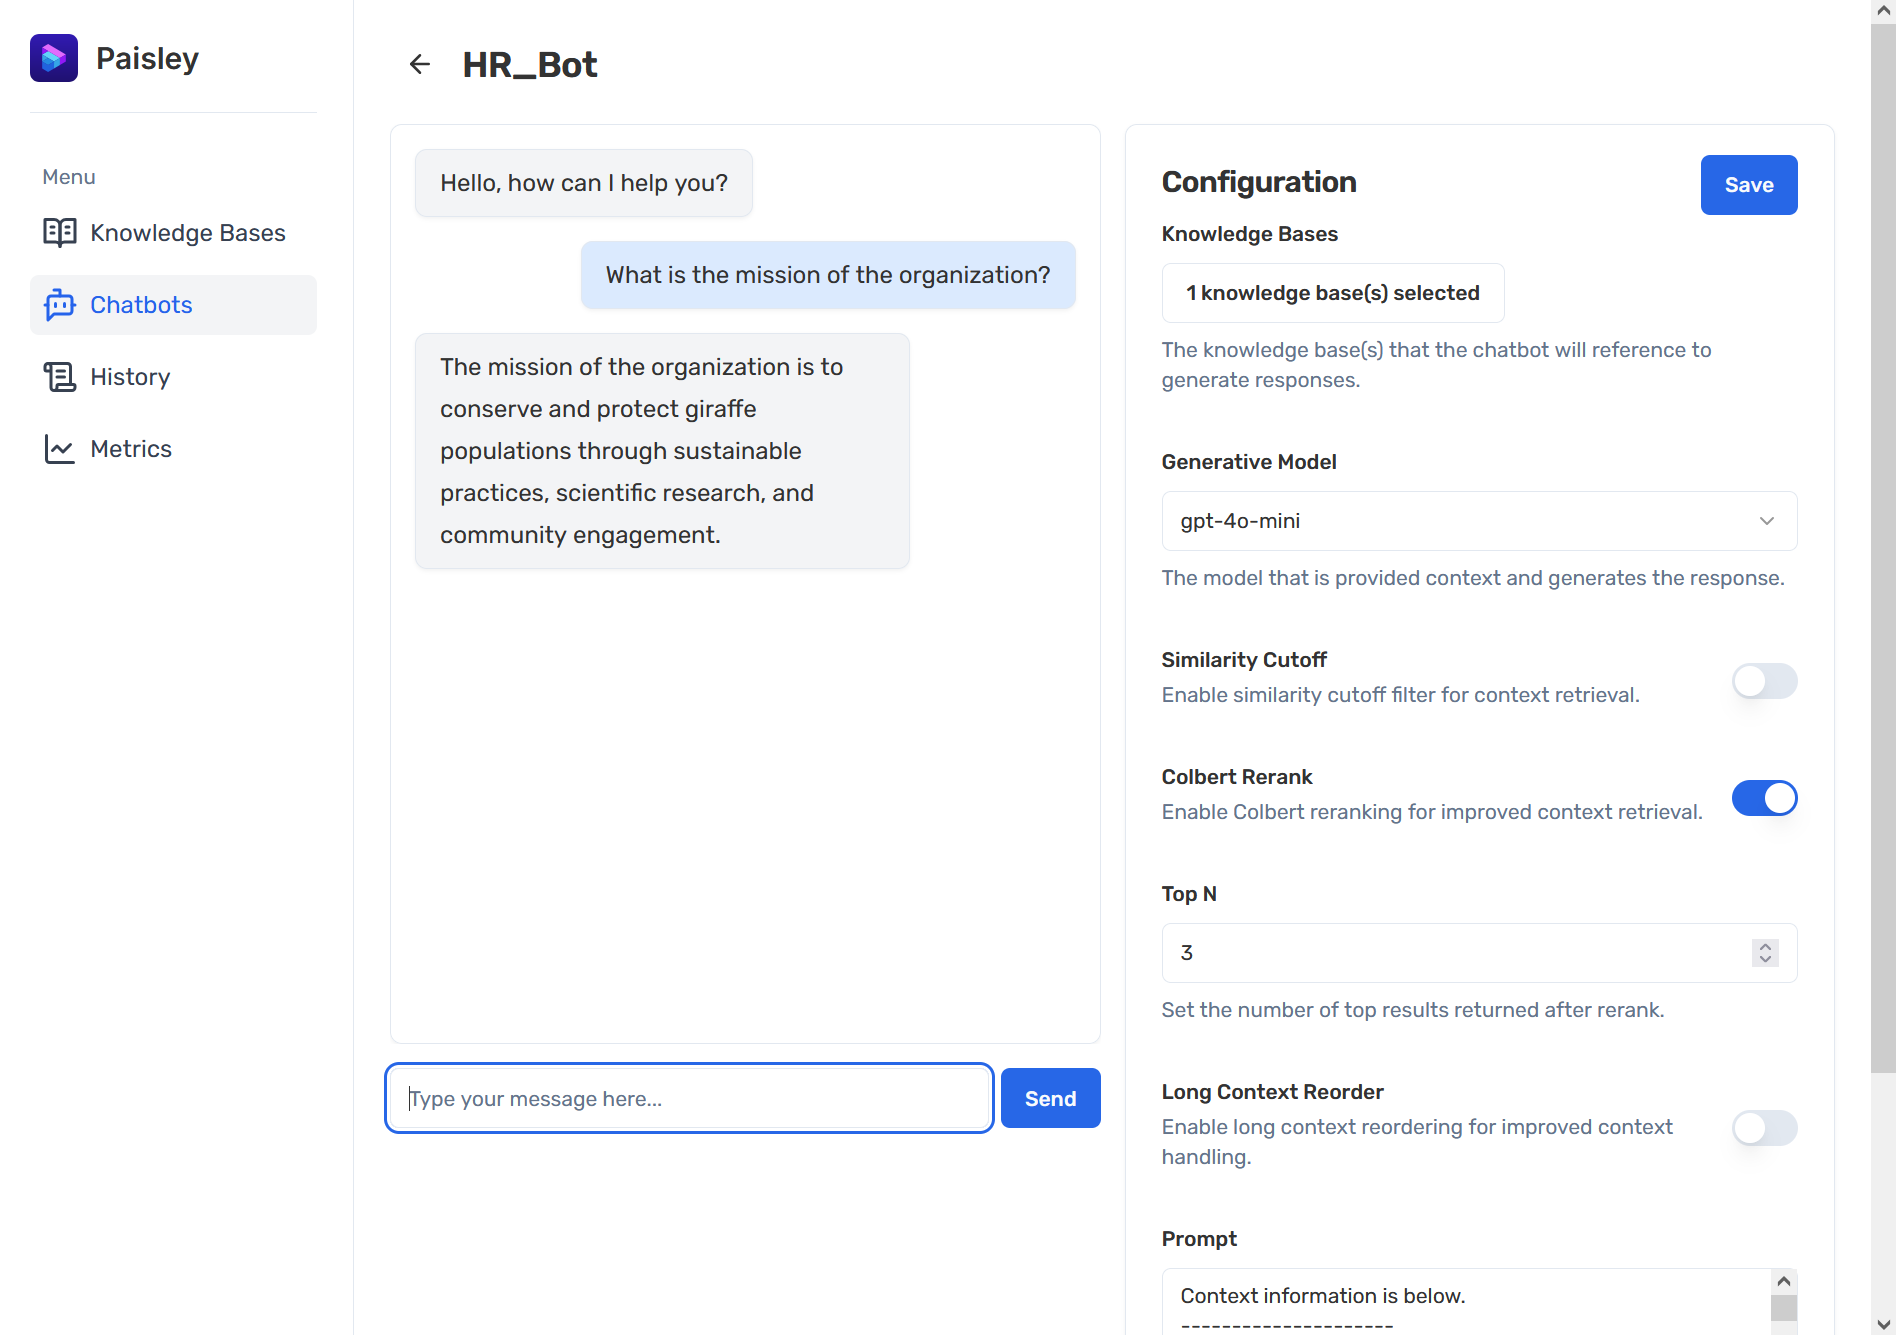 Paisley
Menu
Knowledge Bases
Chatbots
History
Metrics
HR_Bot
Hello, how can I help you?
What is the mission of the organization?
The mission of the organization is to
conserve and protect giraffe
populations through sustainable
practices, scientific research, and
community engagement.
Type your message here...
Send
Configuration
Save
Knowledge Bases
1 knowledge base(s) selected
The knowledge base(s) that the chatbot will reference to
generate responses.
Generative Model
gpt-4o-mini
The model that is provided context and generates the response.
Similarity Cutoff
Enable similarity cutoff filter for context retrieval.
Colbert Rerank
Enable Colbert reranking for improved context retrieval.
Top N
3
Set the number of top results returned after rerank.
Long Context Reorder
Enable long context reordering for improved context
handling.
Prompt
Context information is below.
---------------------